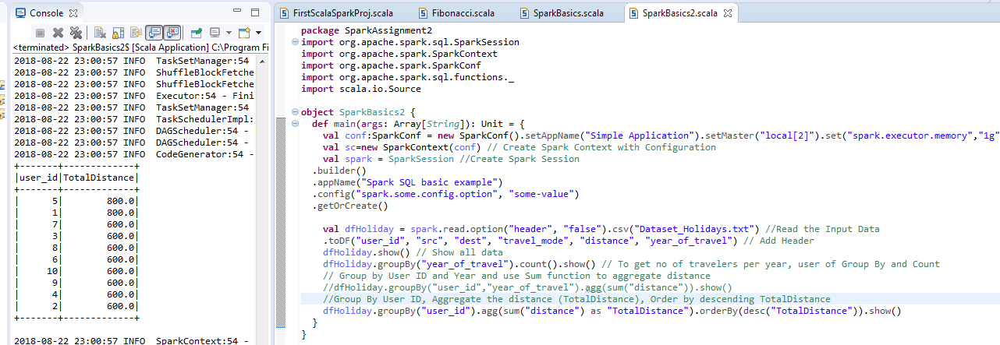 Console
<terminated> SparkBasics2$ [Scala Application] C:\Program Fi
2018-08-22 23:00:57 INFO  TaskSetManager:54
2018-08-22 23:00:57 INFO  ShuffleBlockFetche
2018-08-22 23:00:57 INFO  ShuffleBlockFetche
2018-08-22 23:00:57 INFO  Executor:54 - Fini
2018-08-22 23:00:57 INFO  TaskSetManager:54
2018-08-22 23:00:57 INFO  TaskSchedulerImpl:
2018-08-22 23:00:57 INFO  DAGScheduler:54 -
2018-08-22 23:00:57 INFO  DAGScheduler:54 -
2018-08-22 23:00:57 INFO  CodeGenerator:54 -
+-------+-------------+
|user_id|TotalDistance|
+-------+-------------+
|      5|        800.0|
|      1|        800.0|
|      7|        600.0|
|      3|        600.0|
|      8|        600.0|
|      6|        600.0|
|     10|        600.0|
|      9|        600.0|
|      4|        600.0|
|      2|        600.0|
+-------+-------------+
2018-08-22 23:00:57 INFO  SparkContext:54 -
FirstScalaSparkProj.scala
Fibonacci.scala
SparkBasics.scala
SparkBasics2.scala
package SparkAssignment2
import org.apache.spark.sql.SparkSession
import org.apache.spark.SparkContext
import org.apache.spark.SparkConf
import org.apache.spark.sql.functions._
import scala.io.Source
object SparkBasics2 {
  def main(args: Array[String]): Unit = {
    val conf:SparkConf = new SparkConf().setAppName("Simple Application").setMaster("local[2]").set("spark.executor.memory","1g"
    val sc=new SparkContext(conf) // Create Spark Context with Configuration
    val spark = SparkSession //Create Spark Session
  .builder()
  .appName("Spark SQL basic example")
  .config("spark.some.config.option", "some-value")
  .getOrCreate()
    val dfHoliday = spark.read.option("header", "false").csv("Dataset_Holidays.txt") //Read the Input Data
    .toDF("user_id", "src", "dest", "travel_mode", "distance", "year_of_travel") // Add Header
    dfHoliday.show() // Show all data
    dfHoliday.groupBy("year_of_travel").count().show() // To get no of travelers per year, user of Group By and Count
    // Group by User ID and Year and use Sum function to aggregate distance
    //dfHoliday.groupBy("user_id","year_of_travel").agg(sum("distance")).show()
    //Group By User ID, Aggregate the distance (TotalDistance), Order by descending TotalDistance
    dfHoliday.groupBy("user_id").agg(sum("distance") as "TotalDistance").orderBy(desc("TotalDistance")).show()
  }
}